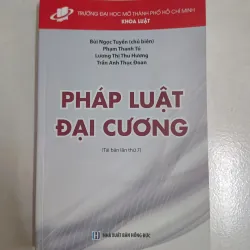 TRƯỜNG ĐẠI HỌC MỞ THÀNH PHỐ HỒ CHÍ MINH
KHOA LUẬT
Bùi Ngọc Tuyền (chủ biên)
Phạm Thanh Tú
Lương Thị Thu Hương
Trần Anh Thục Đoan
PHÁP LUẬT
ĐẠI CƯƠNG
(Tái bản lần thứ 7)
NHÀ XUẤT BẢN HỒNG ĐỨC